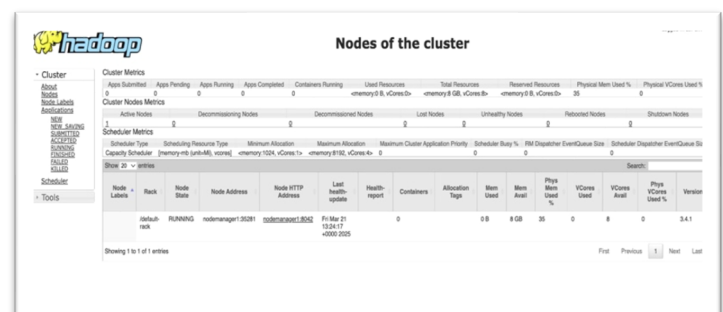 hadoop
Nodes of the cluster
Cluster
About
Nodes
Node Labels
Applications
NEW
NEW_SAVING
SUBMITTED
ACCEPTED
RUNNING
FINISHED
FAILED
KILLED
Scheduler
Tools
Cluster Metrics
Apps Submitted Apps Pending Apps Running Apps Completed Containers Running Used Resources Total Resources Reserved Resources Physical Mem Used % Physical VCores Used %
0 0 0 0 0 <memory:0 B, vCores:0> <memory:8 GB, vCores:8> <memory:0 B, vCores:0> 35 0
Cluster Nodes Metrics
Active Nodes Decommissioning Nodes Decommissioned Nodes Lost Nodes Unhealthy Nodes Rebooted Nodes Shutdown Nodes
1 0 0 0 0 0 0
Scheduler Metrics
Scheduler Type Scheduling Resource Type Minimum Allocation Maximum Allocation Maximum Cluster Application Priority Scheduler Busy % RM Dispatcher EventQueue Size Scheduler Dispatcher EventQueue Siz
Capacity Scheduler [memory-mb (unit=Mi), vcores] <memory:1024, vCores:1> <memory:8192, vCores:4> 0 0 0 0
Show 20 entries Search:
Node Labels Rack Node State Node Address Node HTTP Address Last health-update Health-report Containers Allocation Tags Mem Used Mem Avail Phys Mem Used % VCores Used VCores Avail Phys VCores Used % Version
/default-rack RUNNING nodemanager1:35281 nodemanager1:8042 Fri Mar 21 13:24:17 +0000 2025 0 0 B 8 GB 35 0 8 0 3.4.1
Showing 1 to 1 of 1 entries First Previous 1 Next Last